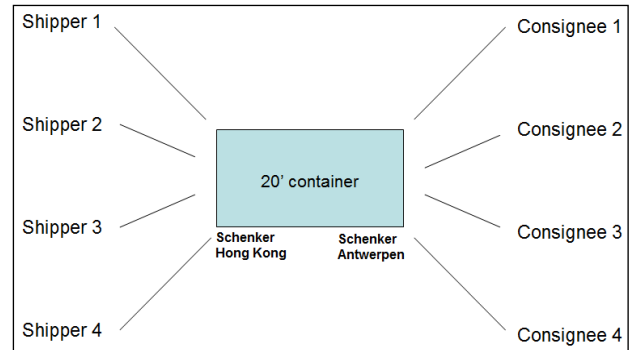 Shipper 1
Consignee 1
Shipper 2
Consignee 2
20' container
Shipper 3
Consignee 3
Schenker
Hong Kong
Schenker
Antwerpen
Shipper 4
Consignee 4